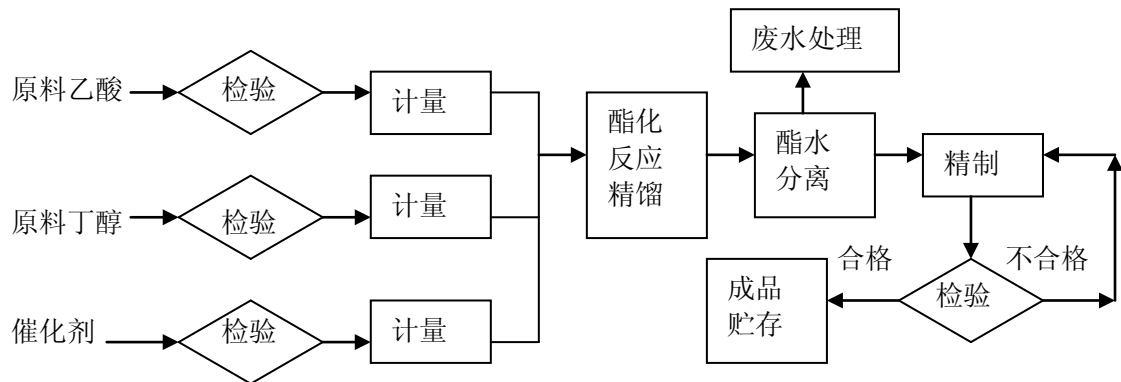 废水处理
原料乙酸
检验
计量
酯化
反应
精馏
酯水
分离
精制
原料丁醇
检验
计量
合格
不合格
成品
贮存
检验
催化剂
检验
计量